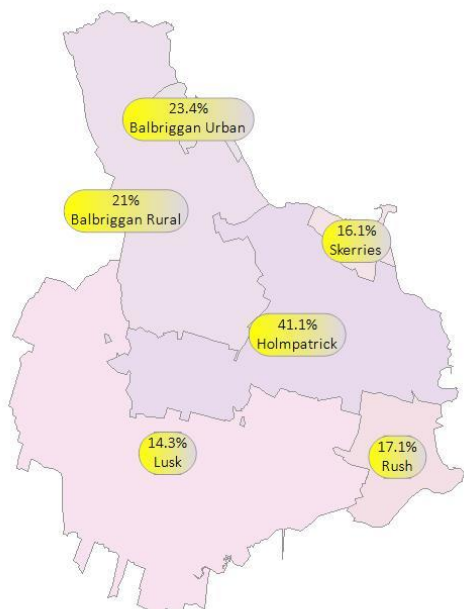 23.4%
Balbriggan Urban
21%
Balbriggan Rural
16.1%
Skerries
41.1%
Holmpatrick
14.3%
Lusk
17.1%
Rush